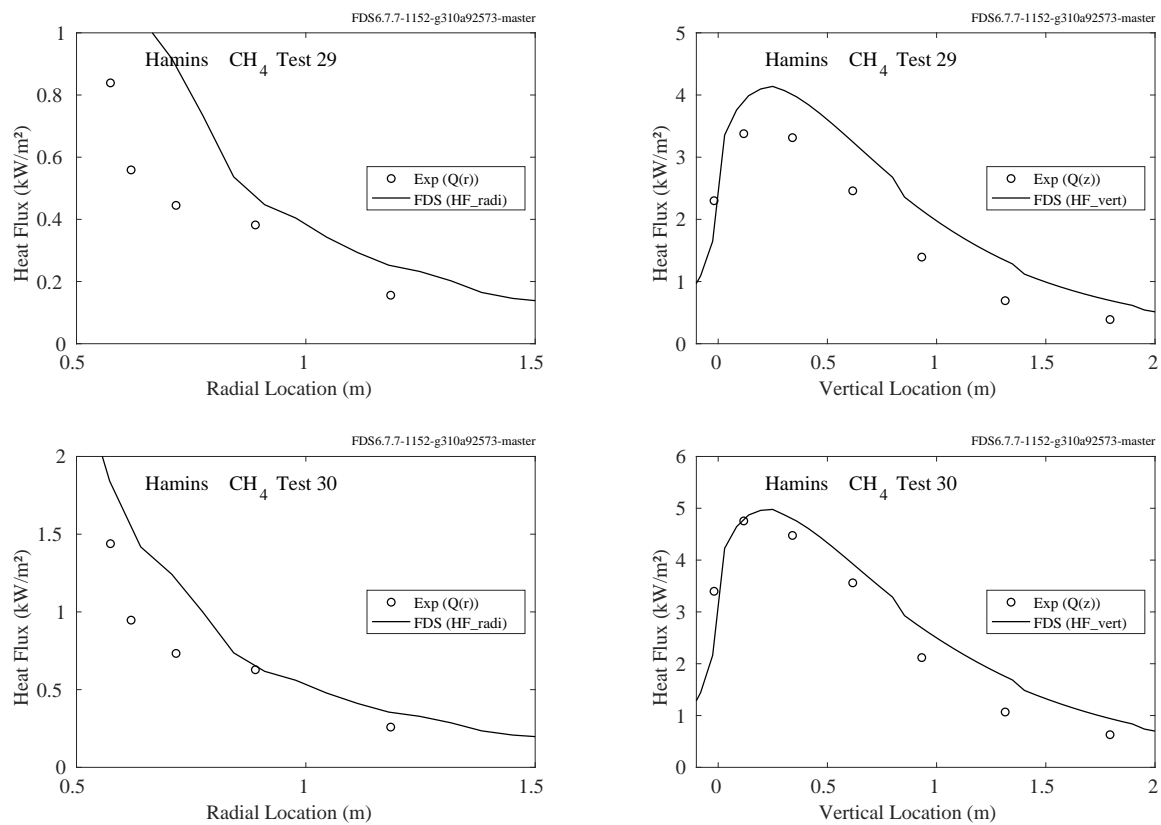 FDS6.7.7-1152-g310a92573-master
Hamins CH4 Test 29
Heat Flux (kW/m²)
1
0.8
0.6
0.4
0.2
0
Exp (Q(r))
FDS (HF_radi)
0.5 1 1.5
Radial Location (m)
FDS6.7.7-1152-g310a92573-master
Hamins CH4 Test 29
Heat Flux (kW/m²)
5
4
3
2
1
0
Exp (Q(z))
FDS (HF_vert)
0 0.5 1 1.5 2
Vertical Location (m)
FDS6.7.7-1152-g310a92573-master
Hamins CH4 Test 30
Heat Flux (kW/m²)
2
1.5
1
0.5
0
Exp (Q(r))
FDS (HF_radi)
0.5 1 1.5
Radial Location (m)
FDS6.7.7-1152-g310a92573-master
Hamins CH4 Test 30
Heat Flux (kW/m²)
6
5
4
3
2
1
0
Exp (Q(z))
FDS (HF_vert)
0 0.5 1 1.5 2
Vertical Location (m)